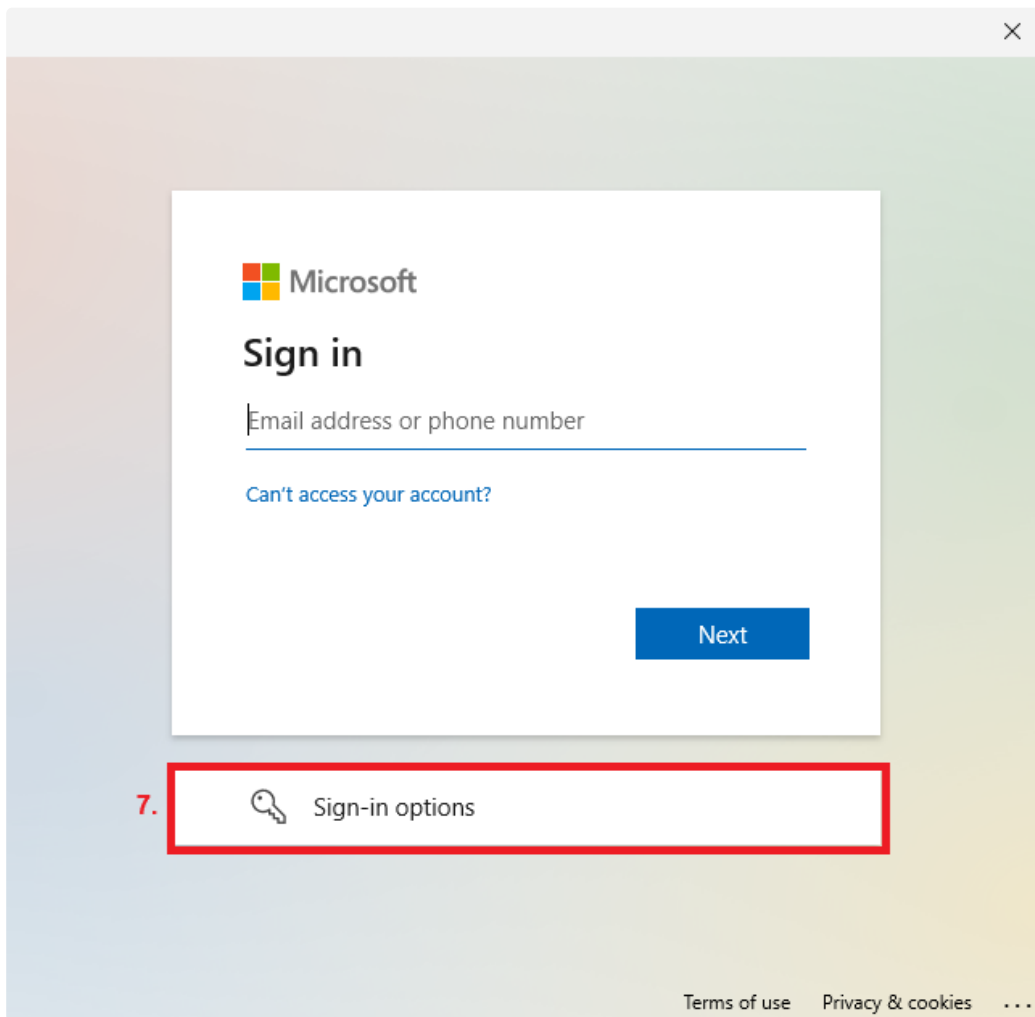 Microsoft
Sign in
Email address or phone number
Can't access your account?
Next
7.
Sign-in options
Terms of use Privacy & cookies ...